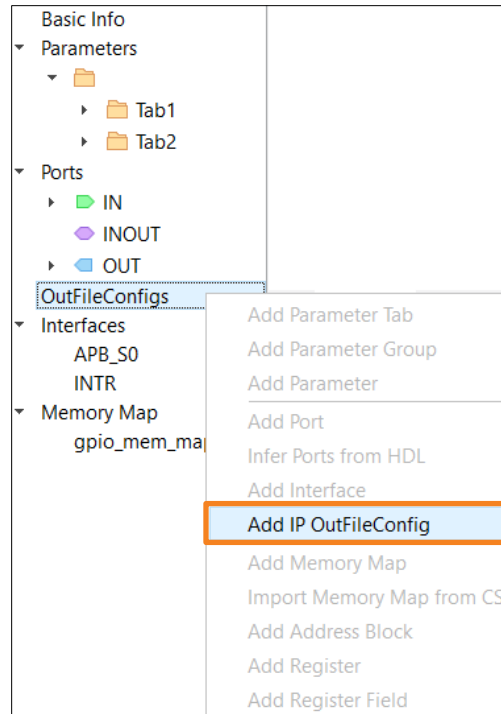 Basic Info
Parameters
Tab1
Tab2
Ports
IN
INOUT
OUT
OutFileConfigs
Interfaces
APB_S0
INTR
Memory Map
gpio_mem_ma
Add Parameter Tab
Add Parameter Group
Add Parameter
Add Port
Infer Ports from HDL
Add Interface
Add IP OutFileConfig
Add Memory Map
Import Memory Map from CS
Add Address Block
Add Register
Add Register Field